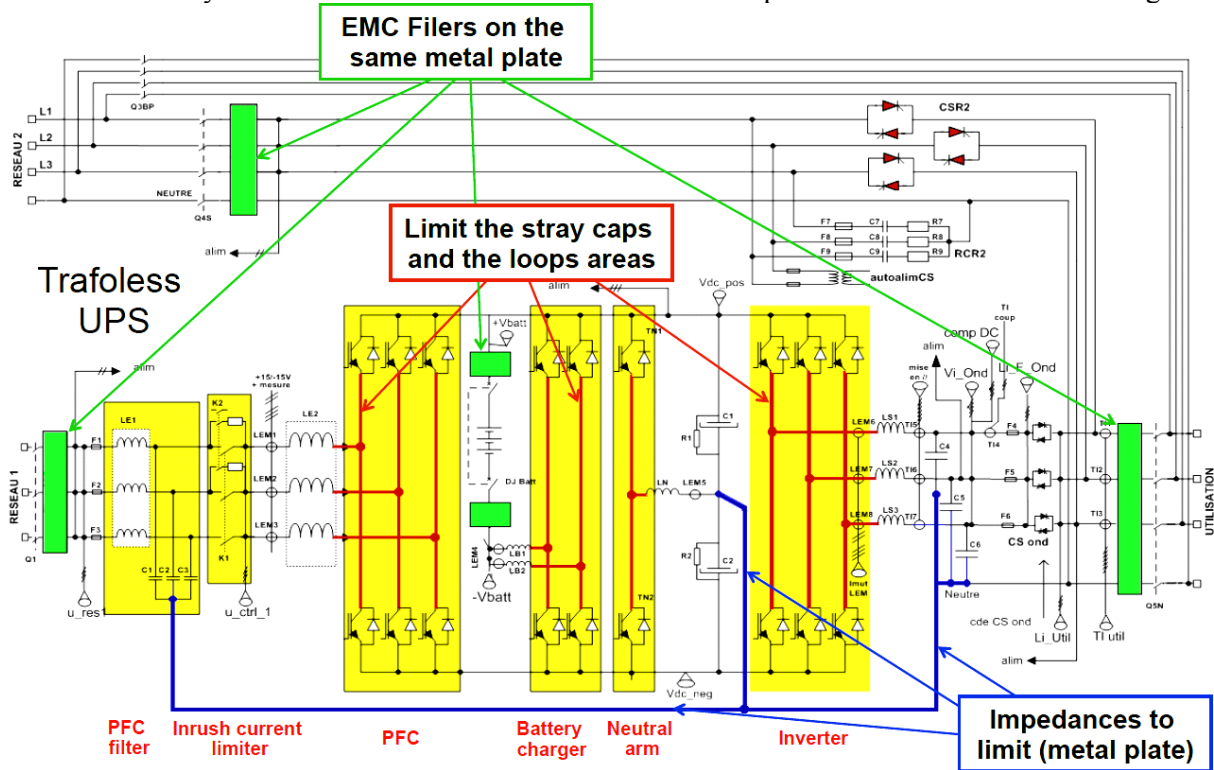 EMC Filers on the
same metal plate
Q3BP
L1
L2
L3
NEUTRE
RESEAU 2
Q4S
alim
CSR2
F7 C7 R7
F8 C8 R8
F9 C9 R9
RCR2
autoalimCS
Limit the stray caps
and the loops areas
Trafoless
UPS
alim
Vdc_pos
+Vbatt
TN1
TI
coup
comp DC
alim
Li_F_Ond
Vi_Ond
mise
en //
alim
+15/-15V
+ mesure
K2
LE1
LE2
F1
F2
F3
LEM1
LEM2
LEM3
RESEAU 1
Q1
C1 C2 C3
K1
u_res1
u_ctrl_1
DJ Batt
LEM4
LB1
LB2
-Vbatt
LN
LEM5
TN2
C1
R1
R2
C2
LEM6
LEM7
LEM8
Imut
LEM
LS1
LS2
LS3
TI5
TI6
TI7
C4
C5
C6
TI4
F4
F5
F6
CS ond
TI2
TI3
UTILISATION
Q5N
Neutre
cde CS ond
Li_Util
TI util
alim
Vdc_neg
PFC
filter
Inrush current
limiter
PFC
Battery
charger
Neutral
arm
Inverter
Impedances to
limit (metal plate)